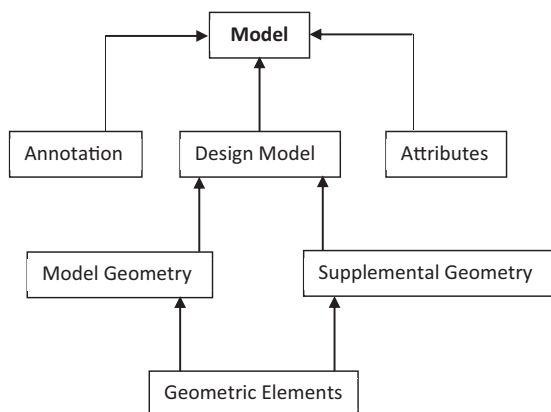 Model
Annotation
Design Model
Attributes
Model Geometry
Supplemental Geometry
Geometric Elements